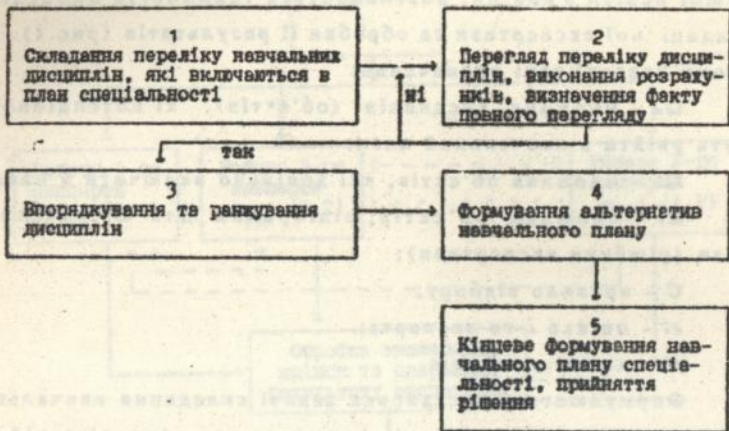 1
Складання переліку навчальних
дисциплін, які включаються в
план спеціальності
2
Перегляд переліку дисцип-
лін, виконання розраху-
нків, визначення факту
повного перегляду
ні
так
3
Впорядкування та ранжування
дисциплін
4
Формування альтернатив
навчального плану
5
Кінцеве формування нав-
чального плану спеці-
альності, прийняття
рішення